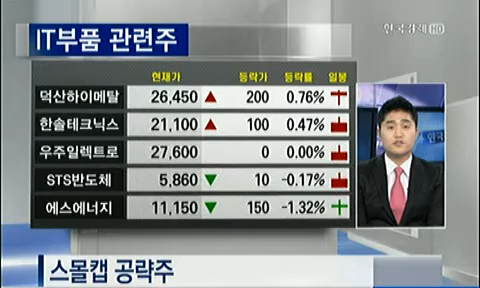 IT부품 관련주
한국경제 HD
현재가 등락가 등락률 일봉
덕산하이메탈 26,450 ▲ 200 0.76%
한솔테크닉스 21,100 ▲ 100 0.47%
우주일렉트로 27,600 0 0.00%
STS반도체 5,860 ▼ 10 -0.17%
에스에너지 11,150 ▼ 150 -1.32%
스몰캡 공략주